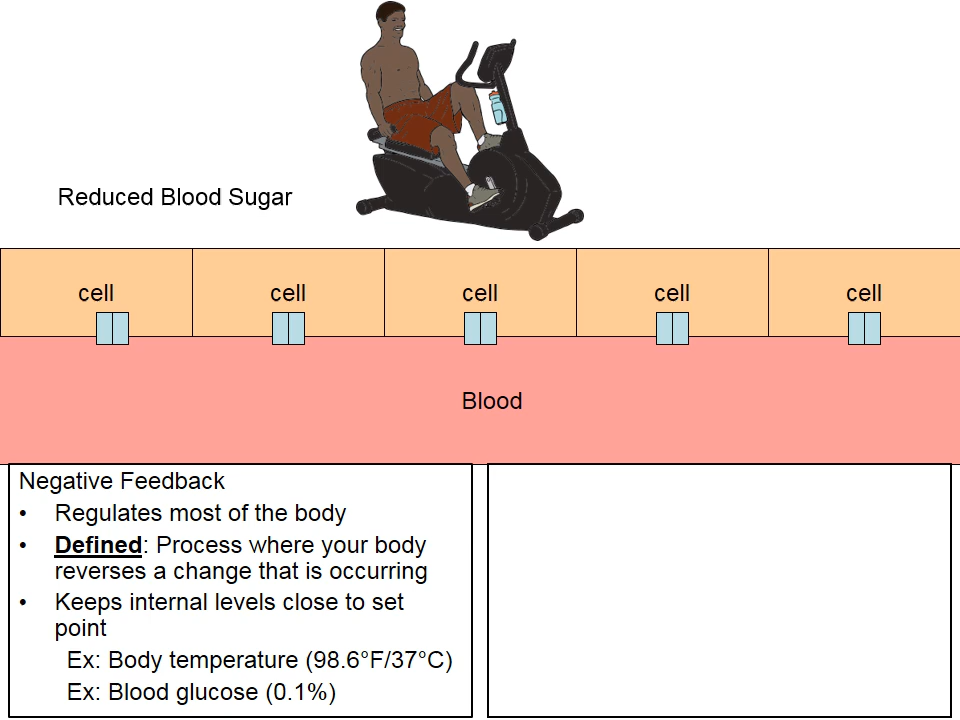 Reduced Blood Sugar
cell cell cell cell cell
Blood
Negative Feedback
• Regulates most of the body
• Defined: Process where your body
reverses a change that is occurring
• Keeps internal levels close to set
point
Ex: Body temperature (98.6°F/37°C)
Ex: Blood glucose (0.1%)